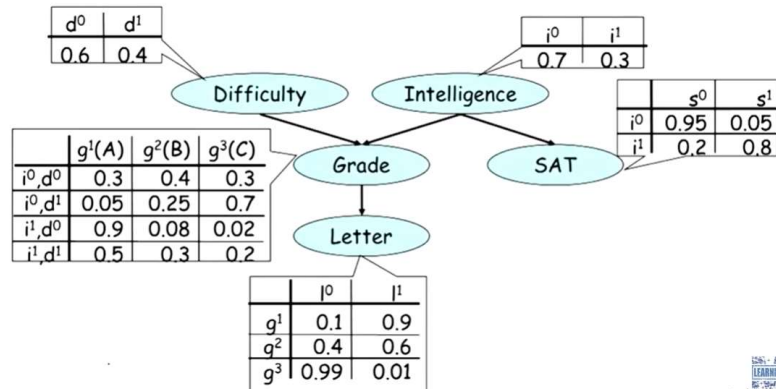 d⁰ d¹
0.6 0.4
i⁰ i¹
0.7 0.3
Difficulty
Intelligence
s⁰ s¹
i⁰ 0.95 0.05
i¹ 0.2 0.8
g¹(A) g²(B) g³(C)
i⁰,d⁰ 0.3 0.4 0.3
i⁰,d¹ 0.05 0.25 0.7
i¹,d⁰ 0.9 0.08 0.02
i¹,d¹ 0.5 0.3 0.2
Grade
SAT
Letter
l⁰ l¹
g¹ 0.1 0.9
g² 0.4 0.6
g³ 0.99 0.01